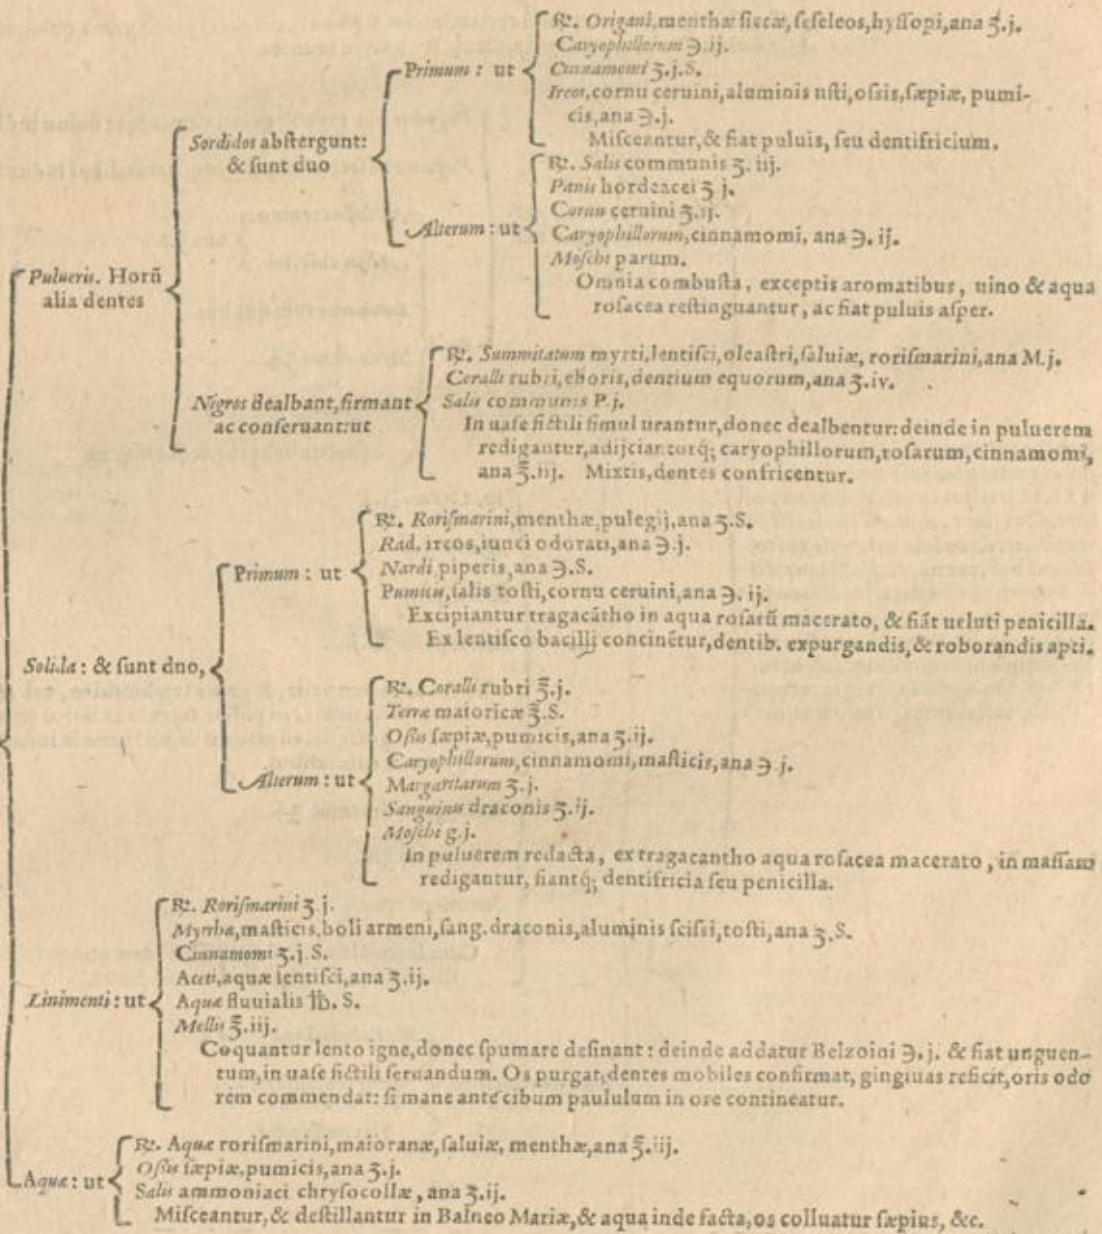 ℞. Origani, menthæ siccæ, seseleos, hyssopi, ana ʒ.j.
Caryophillorum ℈.ij.
Primum : ut
Cinnamomi ʒ.j.S.
Ireos, cornu ceruini, aluminis usti, ossis, sæpiæ, pumi-
cis, ana ℈.j.
Misceantur, & fiat puluis, seu dentifricium.
Sordidos abstergunt:
& sunt duo
℞. Salis communis ʒ. iij.
Panis hordeacei ʒ j.
Cornu ceruini ʒ.ij.
Alterum : ut
Caryophillorum, cinnamomi, ana ℈. ij.
Moschi parum.
Omnia combusta, exceptis aromatibus, uino & aqua
rosacea restinguantur, ac fiat puluis asper.
Pulueris. Horũ
alia dentes
℞. Summitatum myrti, lentisci, oleastri, saluiæ, rorismarini, ana M.j.
Coralli rubri, eboris, dentium equorum, ana ʒ.iv.
Nigros dealbant, firmant
ac conseruant: ut
Salis communis P.j.
In uase fictili simul urantur, donec dealbentur: deinde in puluerem
redigantur, adijciantorq́; caryophillorum, rosarum, cinnamomi,
ana ℥.iij. Mixtis, dentes confricentur.
℞. Rorismarini, menthæ, pulegij, ana ʒ.S.
Rad. ireos, iunci odorati, ana ℈.j.
Primum : ut
Nardi piperis, ana ℈.S.
Pumicis, salis tosti, cornu ceruini, ana ℈. ij.
Excipiantur tragacãtho in aqua rosarũ macerato, & fiãt ueluti penicilla.
Ex lentisco bacilli concinẽtur, dentib. expurgandis, & roborandis apti.
Solida : & sunt dno,
℞. Coralli rubri ℥.j.
Terræ maioricæ ℥.S.
Ossis sæpiæ, pumicis, ana ʒ.ij.
Caryophillorum, cinnamomi, masticis, ana ℈ j.
Alterum : ut
Margaritarum ʒ.j.
Sanguinis draconis ʒ.ij.
Moschi g.j.
In puluerem redacta, ex tragacantho aqua rosacea macerato, in massam
redigantur, fiantq́; dentifricia seu penicilla.
℞. Rorismarini ʒ j.
Myrrhæ, masticis, boli armeni, sang. draconis, aluminis scissi, tosti, ana ʒ.S.
Cinnamomi ʒ.j.S.
Aceti, aquæ lentisci, ana ʒ.ij.
Linimenti : ut
Aquæ fluuialis ℔. S.
Mellis ℥.iij.
Coquantur lento igne, donec spumare desinant : deinde addatur Belzoini ℈.j. & fiat unguen-
tum, in uase fictili seruandum. Os purgat, dentes mobiles confirmat, gingiuas reficit, oris odo
rem commendat: si mane ante cibum paululum in ore contineatur.
℞. Aquæ rorismarini, maioranæ, saluiæ, menthæ, ana ℥.iij.
Ossis sæpiæ, pumicis, ana ʒ.j.
Aquæ : ut
Salis ammoniaci chrysocollæ, ana ʒ.ij.
Misceantur, & destillantur in Balneo Mariæ, & aqua inde facta, os colluatur sæpius, &c.